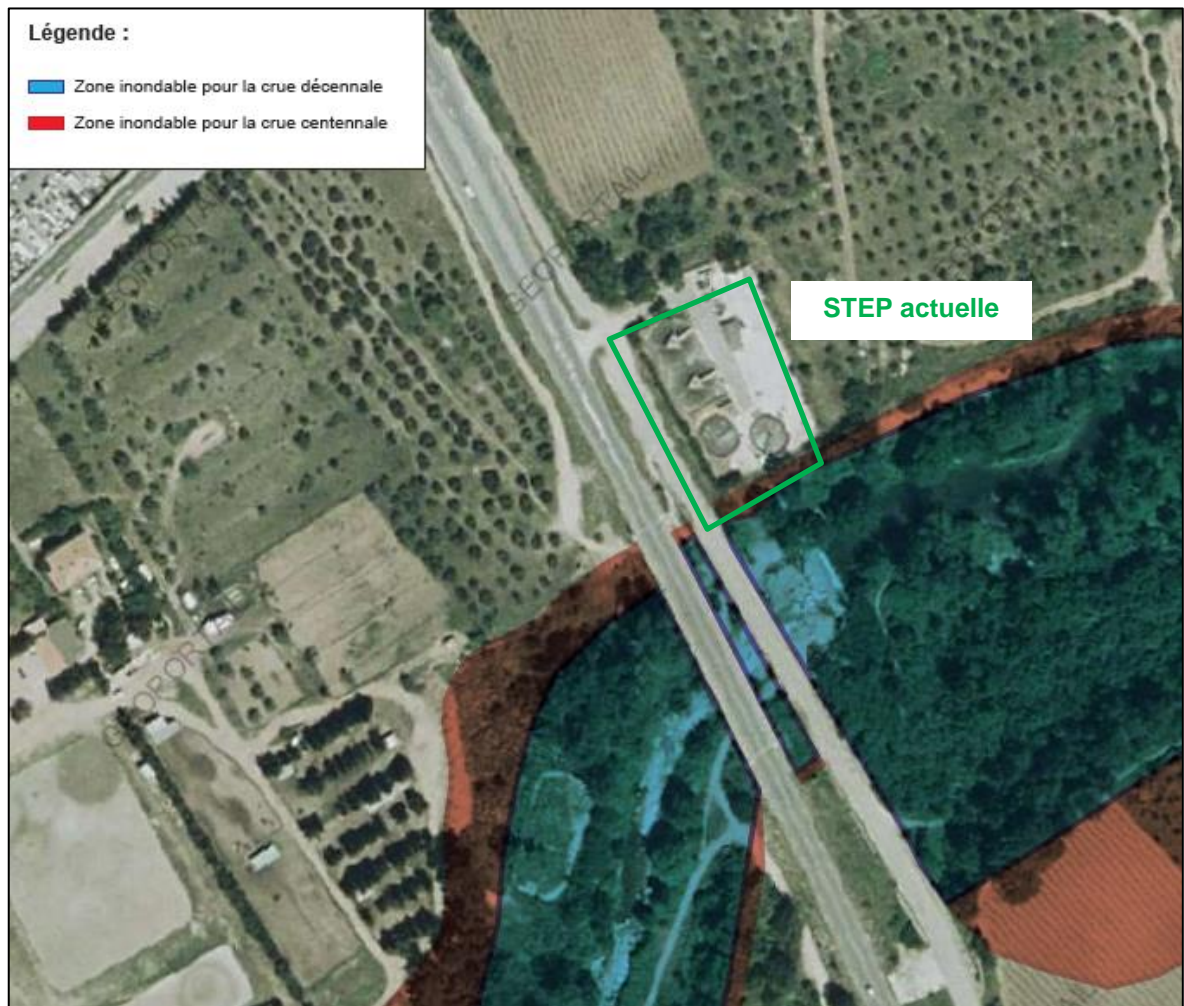 Légende :
Zone inondable pour la crue décennale
Zone inondable pour la crue centennale
STEP actuelle